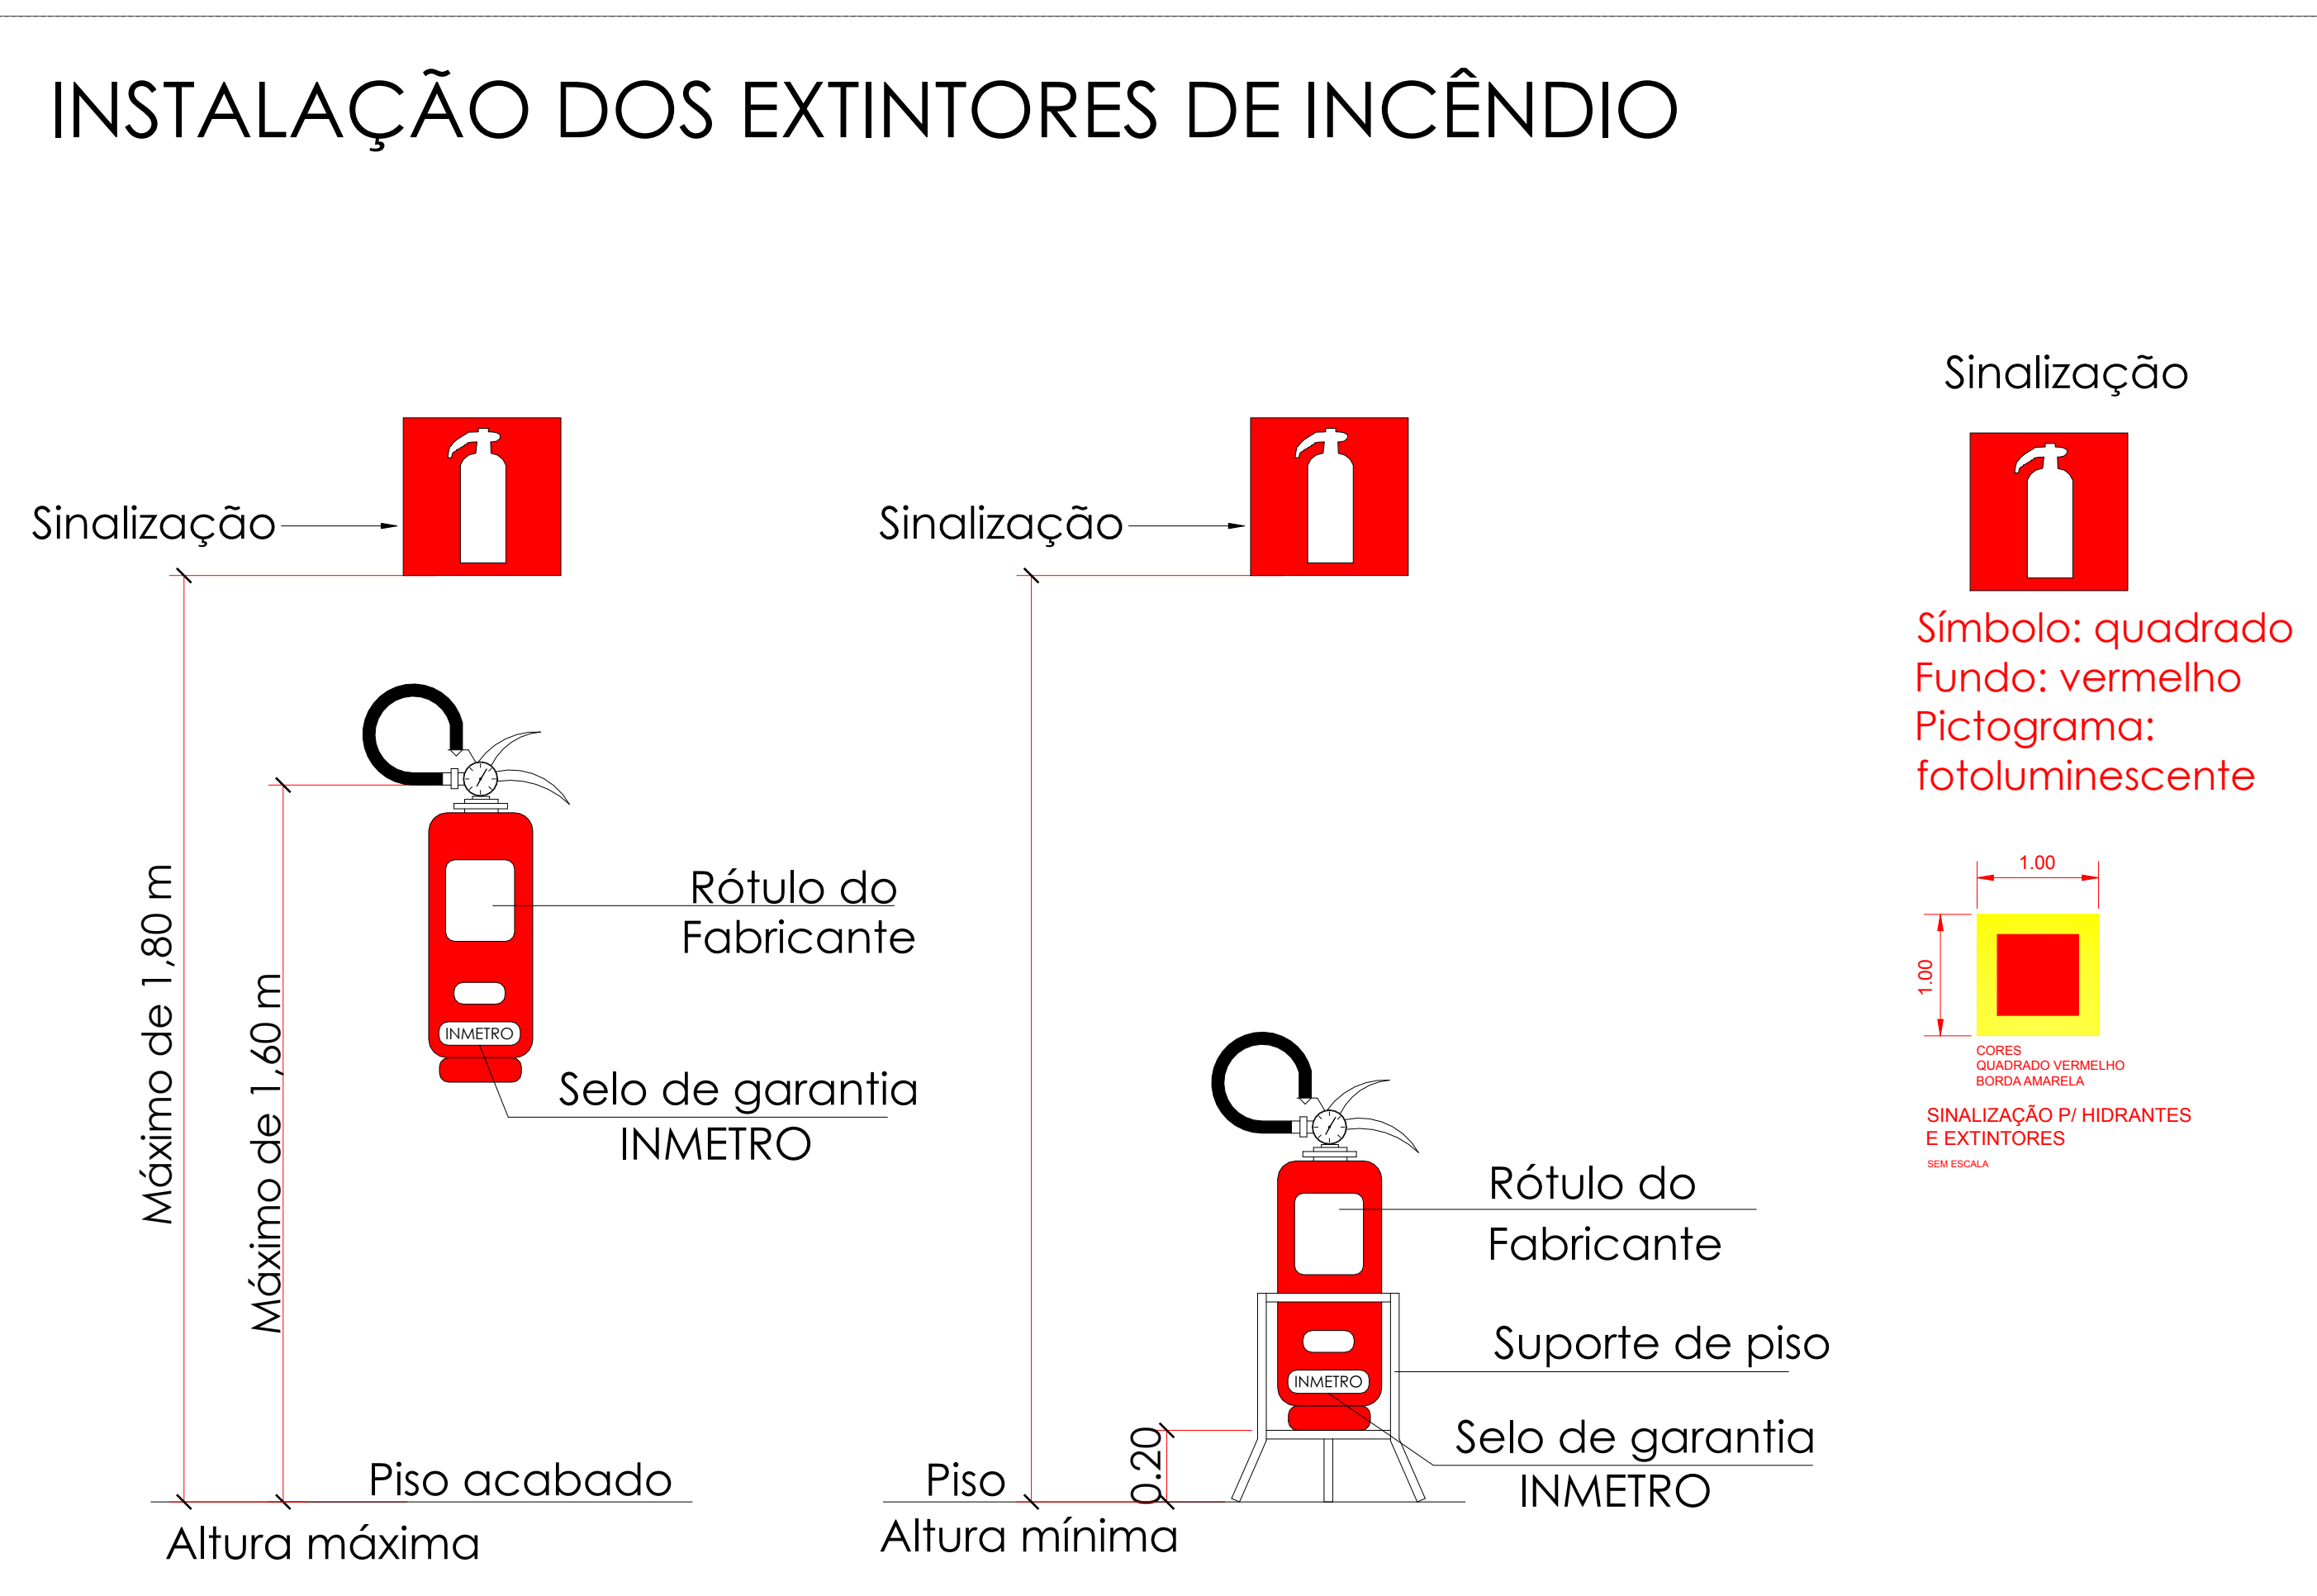 INSTALAÇÃO DOS EXTINTORES DE INCÊNDIO
Sinalização
Máximo de 1,80 m
Máximo de 1,60 m
Rótulo do
Fabricante
INMETRO
Selo de garantia
INMETRO
Piso acabado
Altura máxima
Sinalização
Rótulo do
Fabricante
Suporte de piso
INMETRO
Selo de garantia
INMETRO
0.20
Piso
Altura mínima
Sinalização
Símbolo: quadrado
Fundo: vermelho
Pictograma:
fotoluminescente
1.00
1.00
CORES
QUADRADO VERMELHO
BORDA AMARELA
SINALIZAÇÃO P/ HIDRANTES
E EXTINTORES
SEM ESCALA